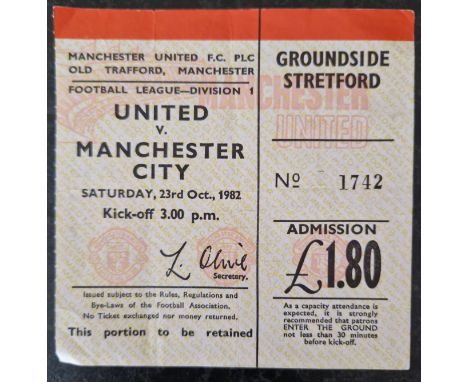 MANCHESTER UNITED F.C. PLC
OLD TRAFFORD, MANCHESTER
FOOTBALL LEAGUE—DIVISION 1
UNITED
v.
MANCHESTER
CITY
SATURDAY, 23rd Oct., 1982
Kick-off 3.00 p.m.
L. Olive
Secretary.
Issued subject to the Rules, Regulations and
Bye-Laws of the Football Association.
No Ticket exchanged nor money returned.
This portion to be retained
GROUNDSIDE
STRETFORD
MANCHESTER
UNITED
Nº 1742
ADMISSION
£1.80
As a capacity attendance is
expected, it is strongly
recommended that patrons
ENTER THE GROUND
not less than 30 minutes
before kick-off.